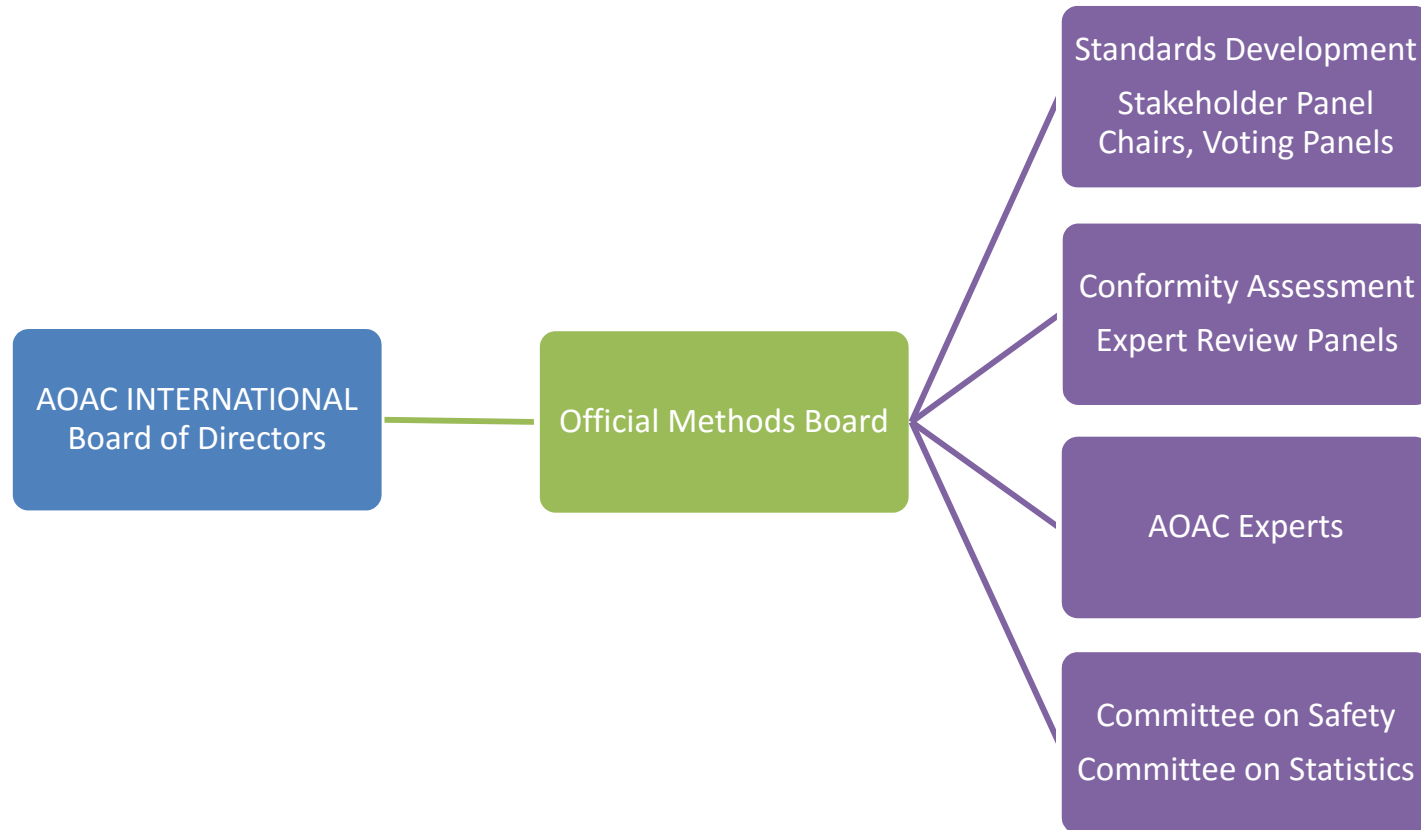 AOAC INTERNATIONAL
Board of Directors
Official Methods Board
Standards Development
Stakeholder Panel
Chairs, Voting Panels
Conformity Assessment
Expert Review Panels
AOAC Experts
Committee on Safety
Committee on Statistics